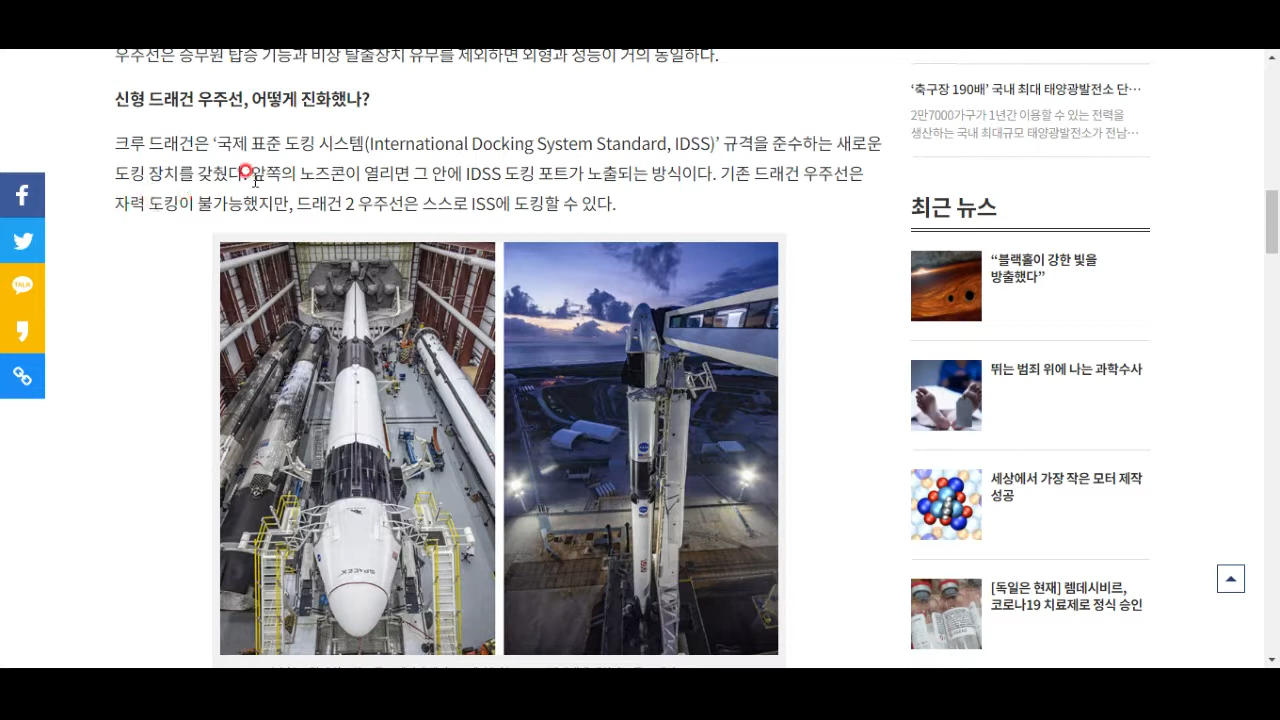 우주선은 승무원 탑승 기능과 비상 탈출장치 유무를 제외하면 외형과 성능이 거의 동일하다.
신형 드래건 우주선, 어떻게 진화했나?
크루 드래건은 ‘국제 표준 도킹 시스템(International Docking System Standard, IDSS)’ 규격을 준수하는 새로운
도킹 장치를 갖췄다. 앞쪽의 노즈콘이 열리면 그 안에 IDSS 도킹 포트가 노출되는 방식이다. 기존 드래건 우주선은
자력 도킹이 불가능했지만, 드래건 2 우주선은 스스로 ISS에 도킹할 수 있다.
TALK
SPACEX
‘축구장 190배’ 국내 최대 태양광발전소 단…
2만7000가구가 1년간 이용할 수 있는 전력을
생산하는 국내 최대규모 태양광발전소가 전남…
최근 뉴스
“블랙홀이 강한 빛을
방출했다”
뛰는 범죄 위에 나는 과학수사
세상에서 가장 작은 모터 제작
성공
[독일은 현재] 렘데시비르,
코로나19 치료제로 정식 승인